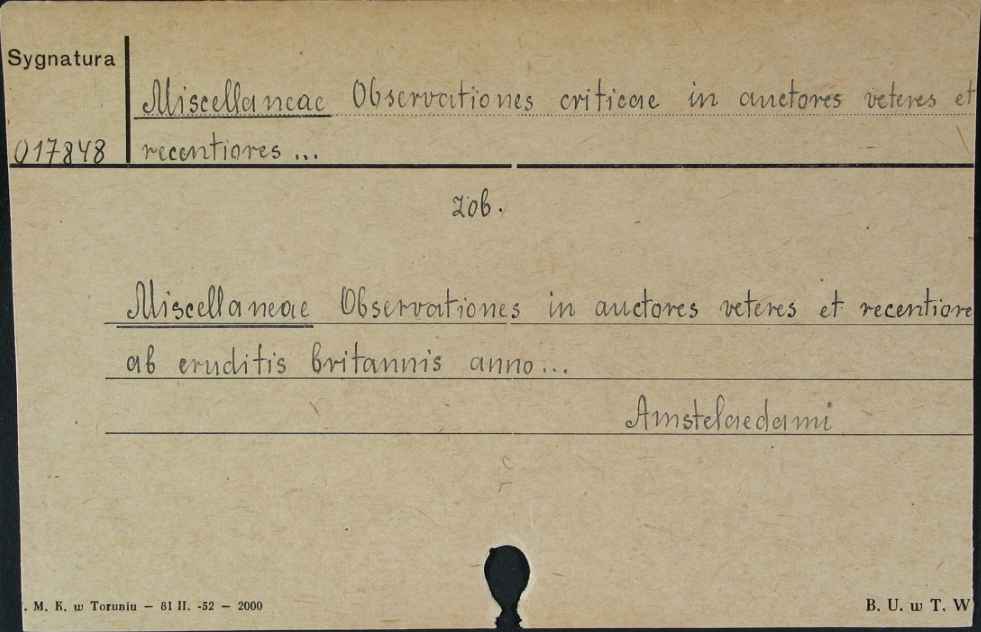 Sygnatura
Miscellaneae Observationes criticae in auctores veteres et
017848 recentiores ...
zob.
Miscellaneae Observationes in auctores veteres et recentiore
ab eruditis britannis anno...
Amstelaedami
. M. K. w Toruniu — 81 II. -52 — 2000
B. U. w T. W